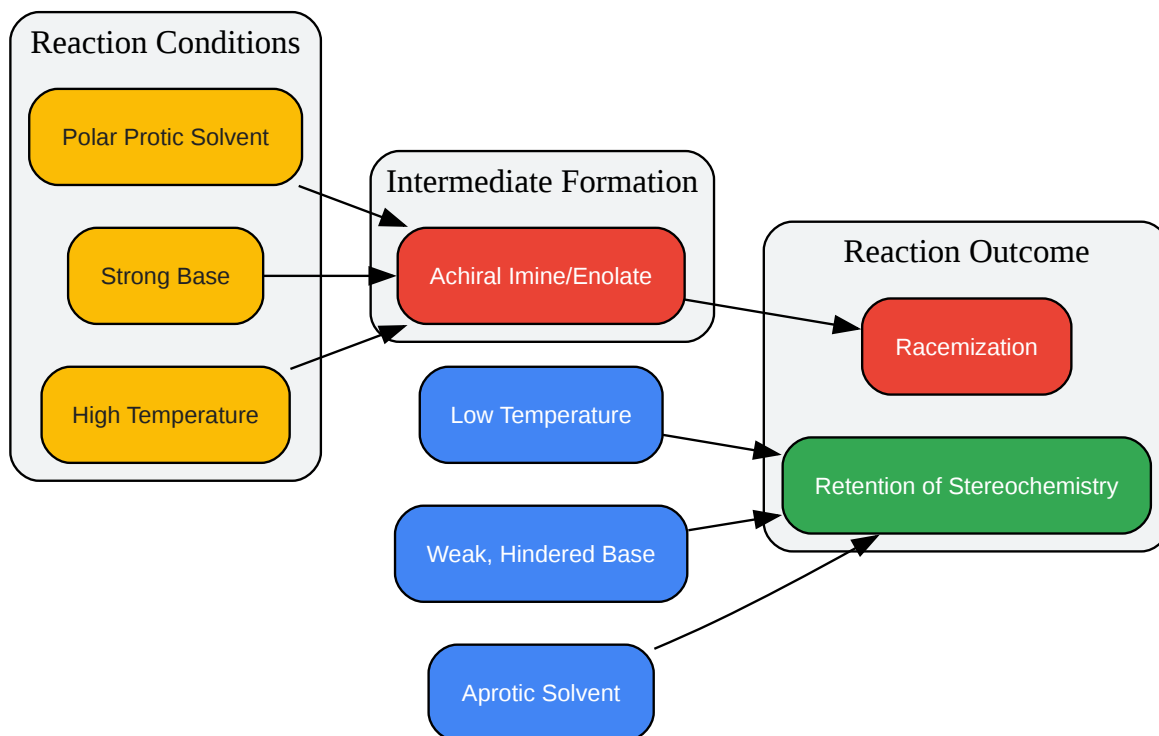 Reaction Conditions
Polar Protic Solvent
Strong Base
High Temperature
Intermediate Formation
Achiral Imine/Enolate
Low Temperature
Weak, Hindered Base
Aprotic Solvent
Reaction Outcome
Racemization
Retention of Stereochemistry